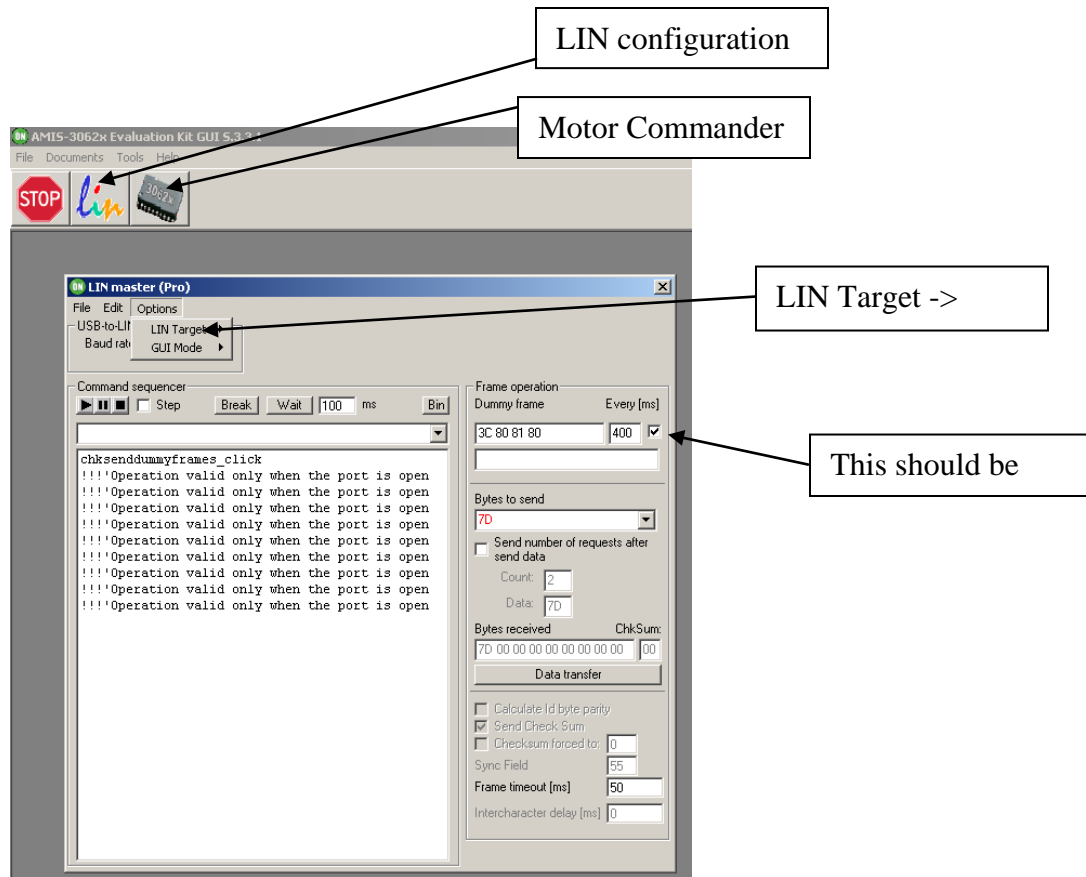 LIN configuration
Motor Commander
AMIS-3062x Evaluation Kit GUI 5.3.3.1
File Documents Tools Help
STOP
lin
3062x
LIN master (Pro)
File Edit Options
USB-to-LIN
LIN Target
LIN Target ->
Baud rate
GUI Mode
Command sequencer
Step Break Wait 100 ms Bin
chksenddummyframes_click
!!!'Operation valid only when the port is open
!!!'Operation valid only when the port is open
!!!'Operation valid only when the port is open
!!!'Operation valid only when the port is open
!!!'Operation valid only when the port is open
!!!'Operation valid only when the port is open
!!!'Operation valid only when the port is open
!!!'Operation valid only when the port is open
!!!'Operation valid only when the port is open
Frame operation
Dummy frame Every [ms]
3C 80 81 80 400
This should be
Bytes to send
7D
Send number of requests after
send data
Count: 2
Data: 7D
Bytes received ChkSum:
7D 00 00 00 00 00 00 00 00 00
Data transfer
Calculate Id byte parity
Send Check Sum
Checksum forced to: 0
Sync Field 55
Frame timeout [ms] 50
Intercharacter delay [ms] 0